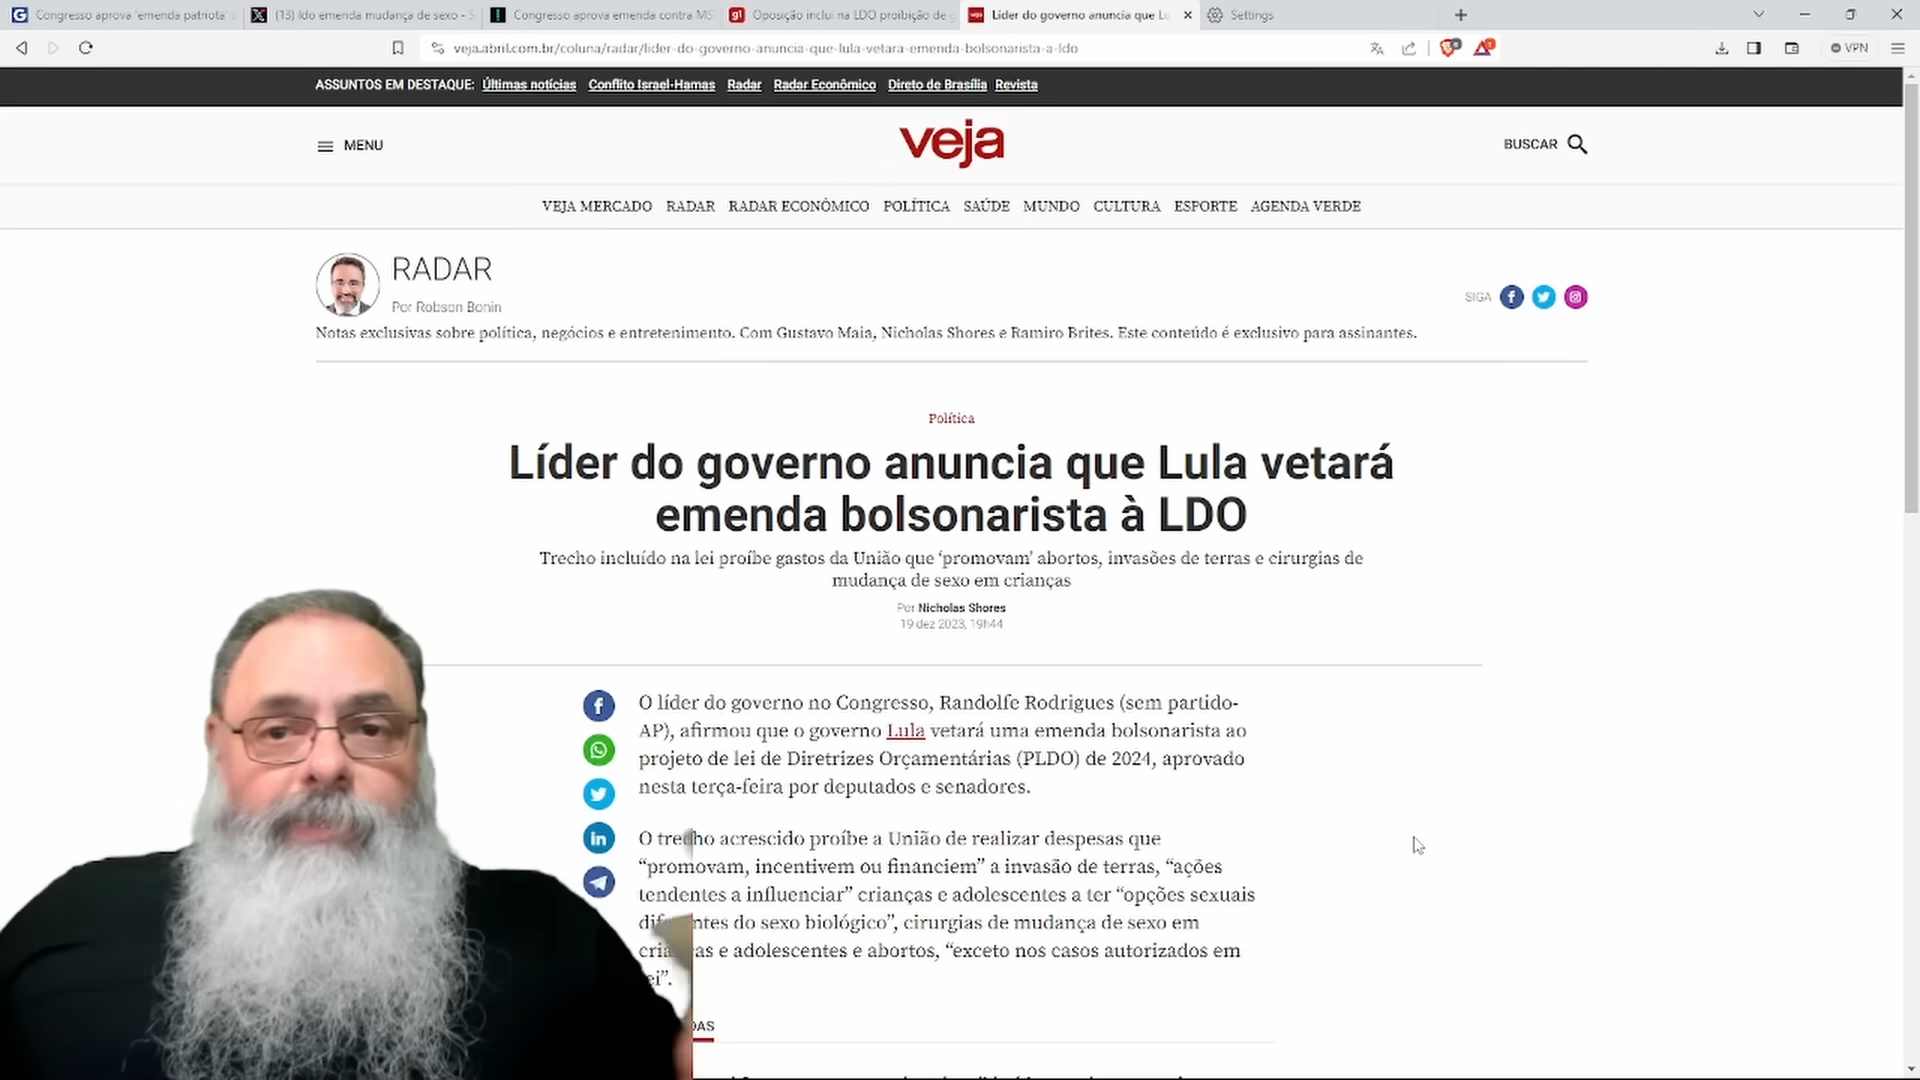 Congresso aprova 'emenda patriota'
(13) ldo emenda mudança de sexo - S
Congresso aprova emenda contra MS
Oposição inclui na LDO proibição de g
Líder do governo anuncia que Lu
Settings
veja.abril.com.br/coluna/radar/lider-do-governo-anuncia-que-lula-vetara-emenda-bolsonarista-a-ldo
VPN
ASSUNTOS EM DESTAQUE: Últimas notícias Conflito Israel-Hamas Radar Radar Econômico Direto de Brasília Revista
MENU
veja
BUSCAR
VEJA MERCADO RADAR RADAR ECONÔMICO POLÍTICA SAÚDE MUNDO CULTURA ESPORTE AGENDA VERDE
RADAR
Por Robson Bonin
SIGA
Notas exclusivas sobre política, negócios e entretenimento. Com Gustavo Maia, Nicholas Shores e Ramiro Brites. Este conteúdo é exclusivo para assinantes.
Política
Líder do governo anuncia que Lula vetará
emenda bolsonarista à LDO
Trecho incluído na lei proíbe gastos da União que ‘promovam’ abortos, invasões de terras e cirurgias de
mudança de sexo em crianças
Por Nicholas Shores
19 dez 2023, 19h44
O líder do governo no Congresso, Randolfe Rodrigues (sem partido-
AP), afirmou que o governo Lula vetará uma emenda bolsonarista ao
projeto de lei de Diretrizes Orçamentárias (PLDO) de 2024, aprovado
nesta terça-feira por deputados e senadores.
O trecho acrescido proíbe a União de realizar despesas que
“promovam, incentivem ou financiem” a invasão de terras, “ações
tendentes a influenciar” crianças e adolescentes a ter “opções sexuais
diferentes do sexo biológico”, cirurgias de mudança de sexo em
crianças e adolescentes e abortos, “exceto nos casos autorizados em
lei”.